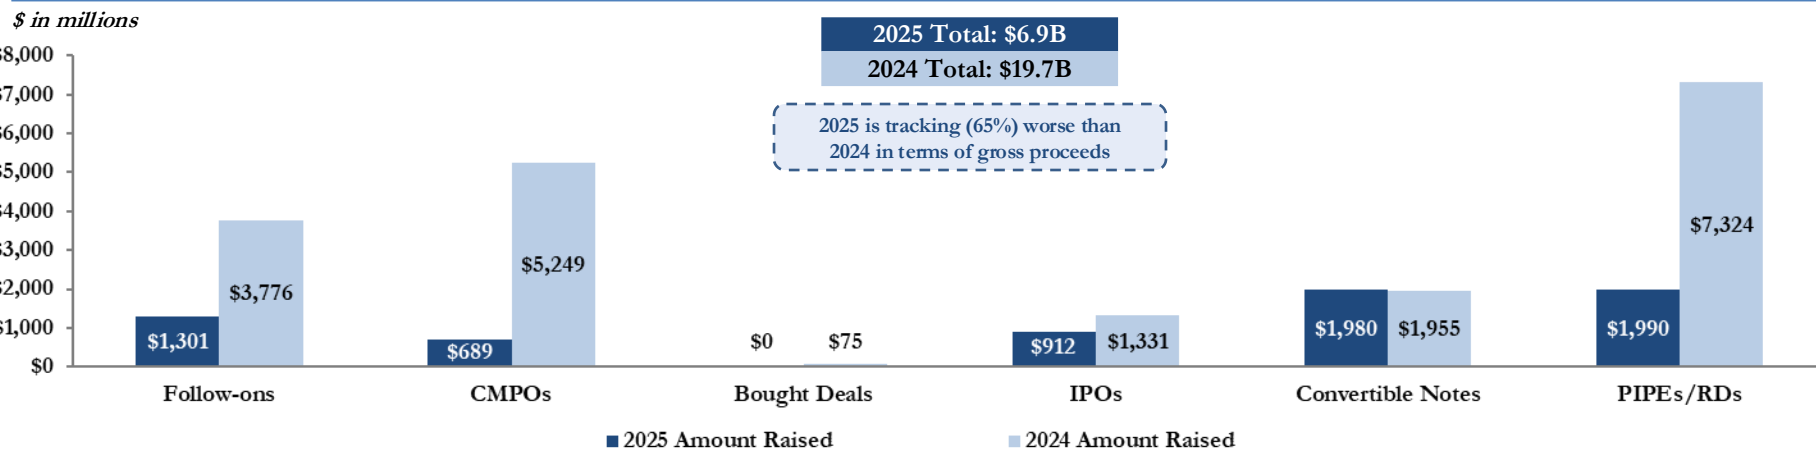 $ in millions
2025 Total: $6.9B
2024 Total: $19.7B
2025 is tracking (65%) worse than
2024 in terms of gross proceeds
$8,000
$7,000
$6,000
$5,000
$4,000
$3,000
$2,000
$1,000
$0
$1,301
$3,776
$689
$5,249
$0
$75
$912
$1,331
$1,980
$1,955
$1,990
$7,324
Follow-ons
CMPOs
Bought Deals
IPOs
Convertible Notes
PIPEs/RDs
2025 Amount Raised
2024 Amount Raised